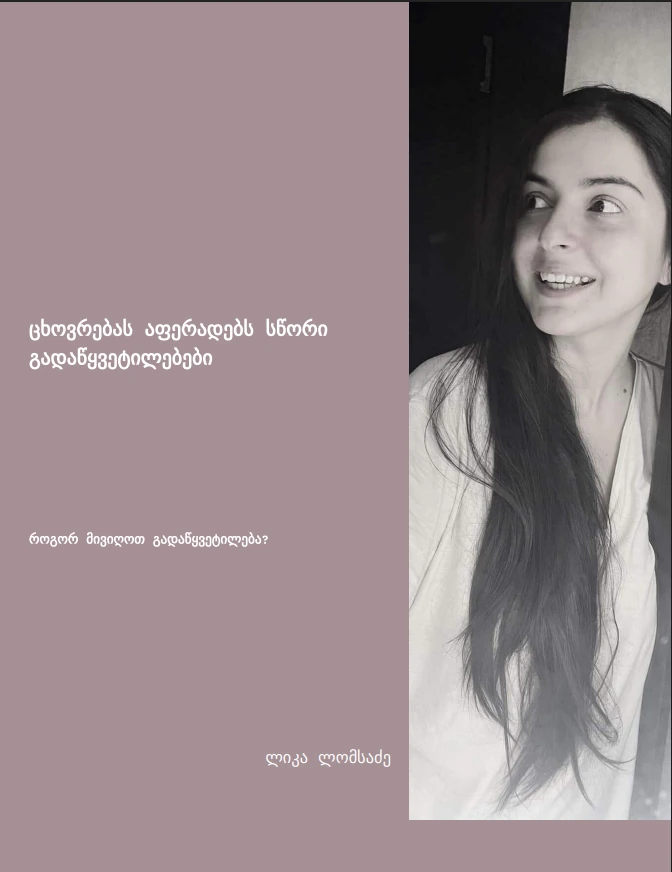 ცხოვრებას აფერადებს სწორი
გადაწყვეტილებები
როგორ მივიღოთ გადაწყვეტილება?
ლიკა ლომსაძე